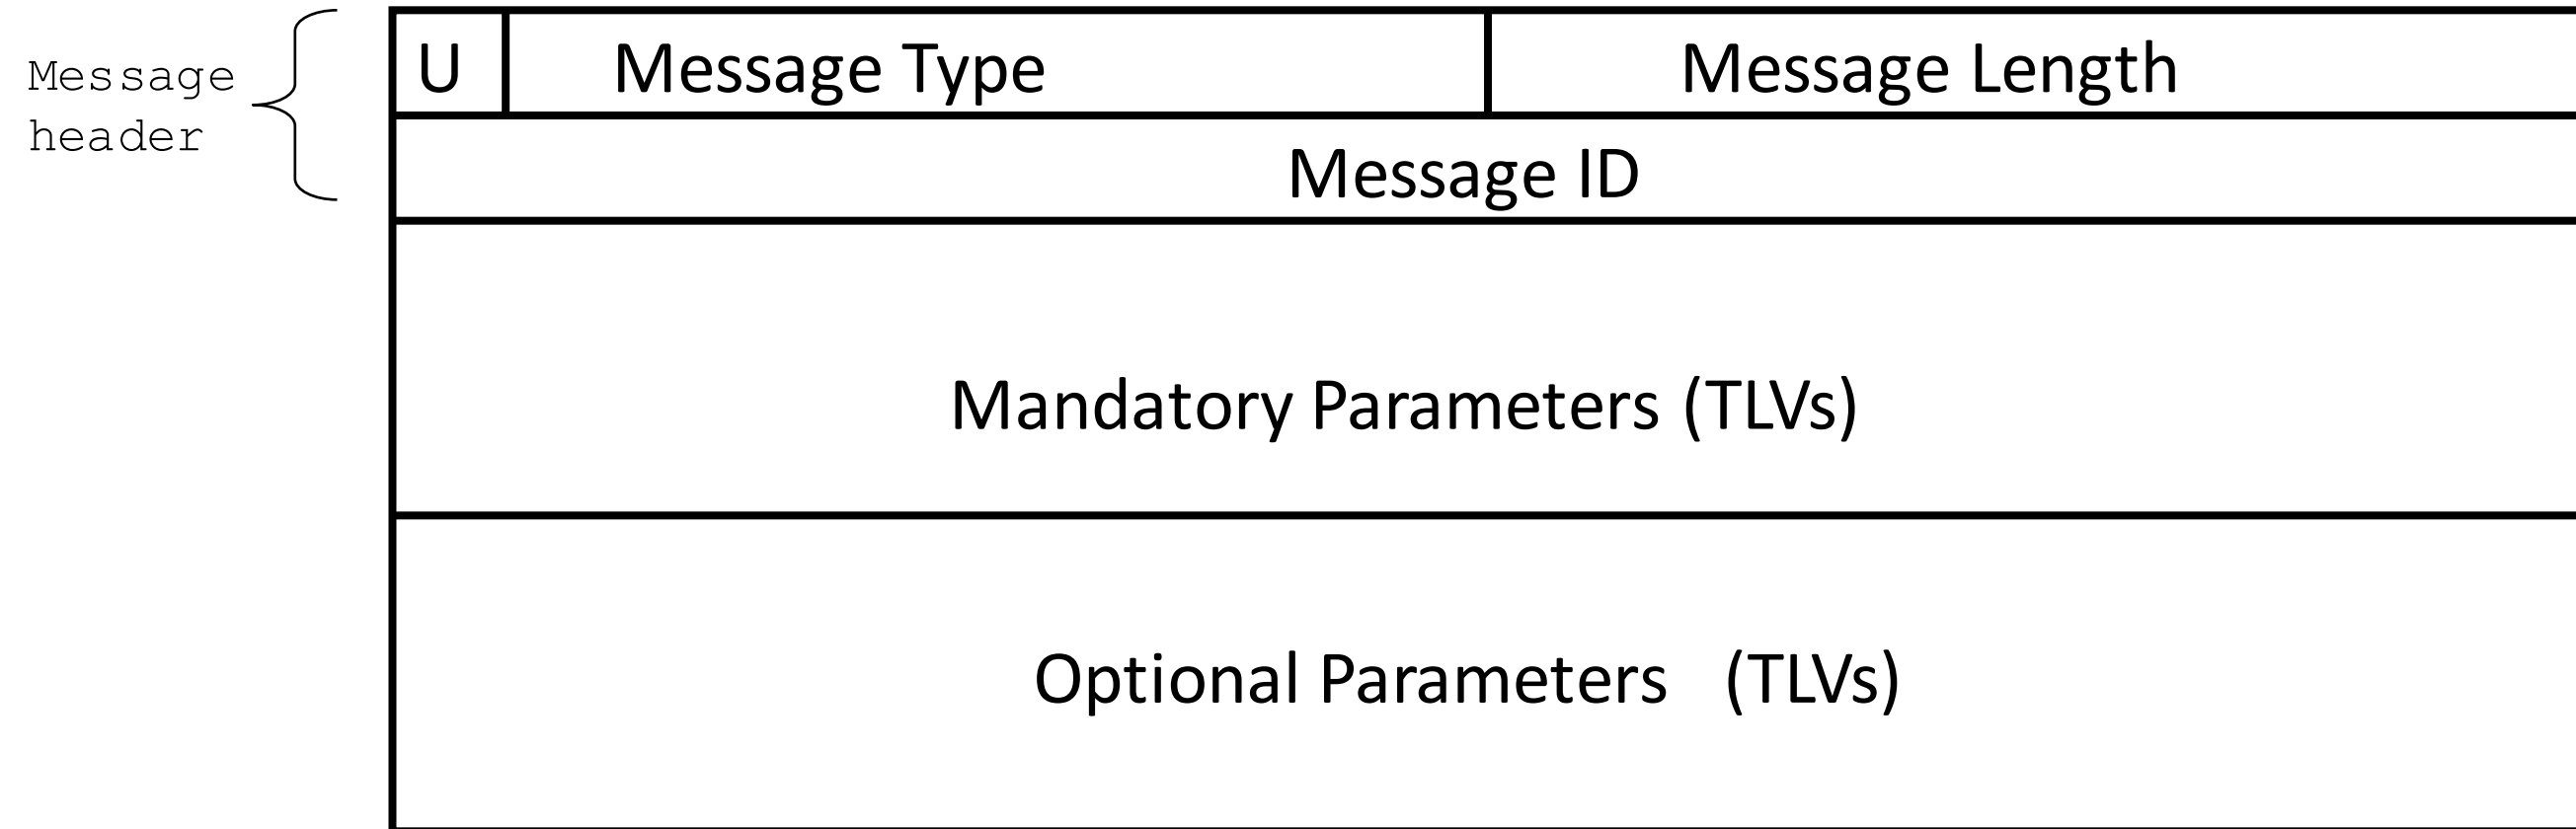 Message
header
U
Message Type
Message Length
Message ID
Mandatory Parameters (TLVs)
Optional Parameters (TLVs)